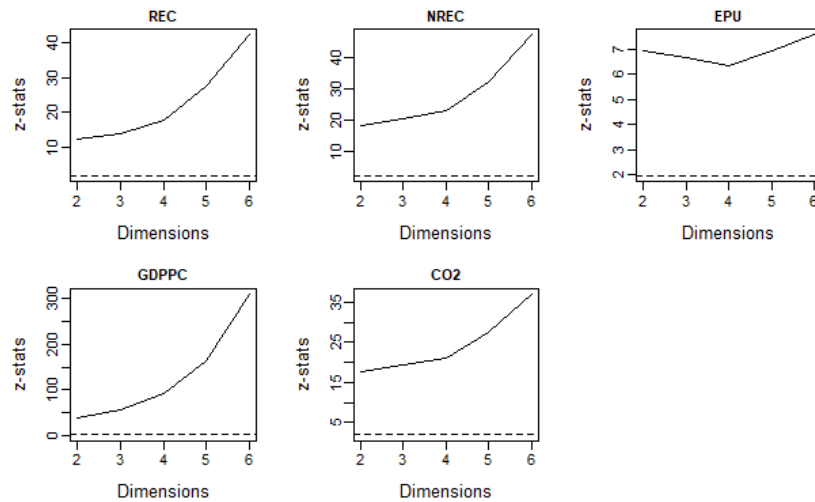 REC
z-stats
10 20 30 40
2 3 4 5 6
Dimensions
NREC
z-stats
10 20 30 40
2 3 4 5 6
Dimensions
EPU
z-stats
2 3 4 5 6 7
2 3 4 5 6
Dimensions
GDPPC
z-stats
0 100 200 300
2 3 4 5 6
Dimensions
CO2
z-stats
5 15 25 35
2 3 4 5 6
Dimensions